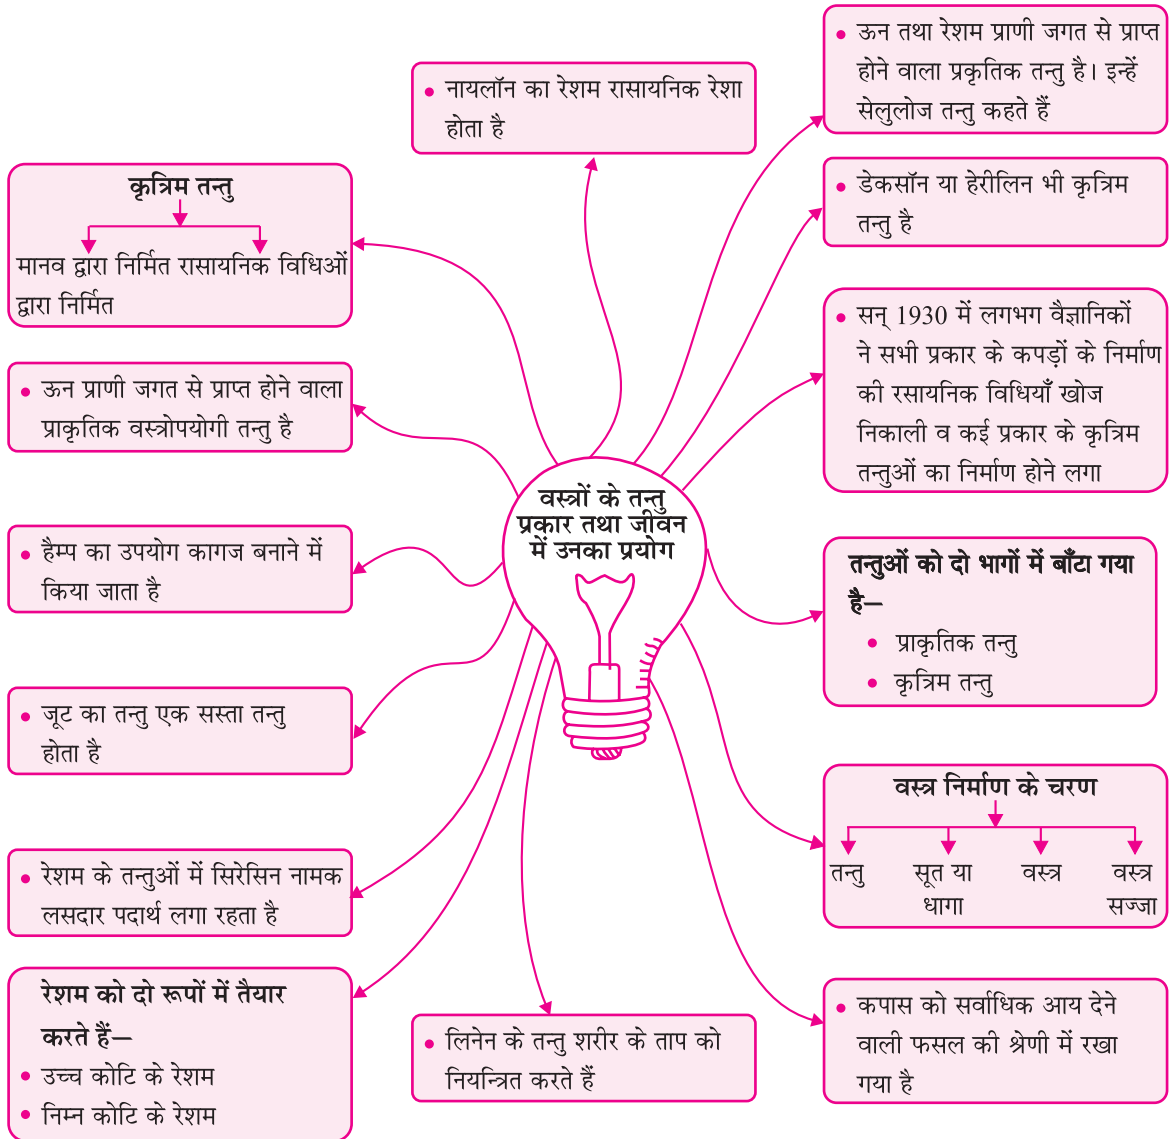 नायलॉन का रेशम रासायनिक रेशा
होता है
ऊन तथा रेशम प्राणी जगत से प्राप्त
होने वाला प्रकृतिक तन्तु है। इन्हें
सेलुलोज तन्तु कहते हैं
डेकसॉन या हेरीलिन भी कृत्रिम
तन्तु है
कृत्रिम तन्तु
मानव द्वारा निर्मित रासायनिक विधिओं
द्वारा निर्मित
सन् 1930 में लगभग वैज्ञानिकों
ने सभी प्रकार के कपड़ों के निर्माण
की रसायनिक विधियाँ खोज
निकाली व कई प्रकार के कृत्रिम
तन्तुओं का निर्माण होने लगा
ऊन प्राणी जगत से प्राप्त होने वाला
प्राकृतिक वस्त्रोपयोगी तन्तु है
वस्त्रों के तन्तु
प्रकार तथा जीवन
में उनका प्रयोग
हैम्प का उपयोग कागज बनाने में
किया जाता है
तन्तुओं को दो भागों में बाँटा गया
है–
प्राकृतिक तन्तु
कृत्रिम तन्तु
जूट का तन्तु एक सस्ता तन्तु
होता है
वस्त्र निर्माण के चरण
तन्तु सूत या वस्त्र वस्त्र
धागा सज्जा
रेशम के तन्तुओं में सिरेसिन नामक
लसदार पदार्थ लगा रहता है
रेशम को दो रूपों में तैयार
करते हैं–
उच्च कोटि के रेशम
निम्न कोटि के रेशम
लिनेन के तन्तु शरीर के ताप को
नियन्त्रित करते हैं
कपास को सर्वाधिक आय देने
वाली फसल की श्रेणी में रखा
गया है